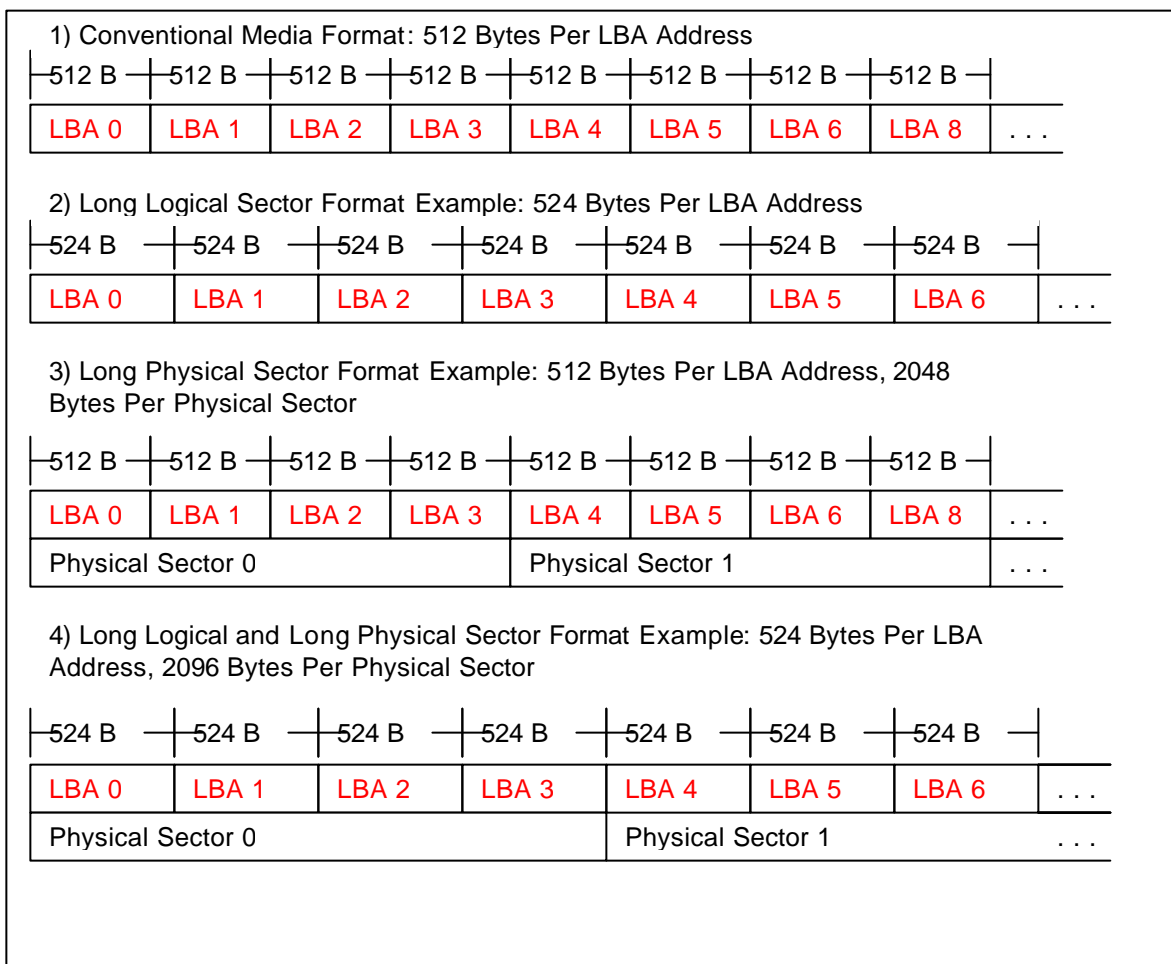 1) Conventional Media Format: 512 Bytes Per LBA Address
512 B 512 B 512 B 512 B 512 B 512 B 512 B 512 B
LBA 0 LBA 1 LBA 2 LBA 3 LBA 4 LBA 5 LBA 6 LBA 8 . . .
2) Long Logical Sector Format Example: 524 Bytes Per LBA Address
524 B 524 B 524 B 524 B 524 B 524 B 524 B
LBA 0 LBA 1 LBA 2 LBA 3 LBA 4 LBA 5 LBA 6 . . .
3) Long Physical Sector Format Example: 512 Bytes Per LBA Address, 2048
Bytes Per Physical Sector
512 B 512 B 512 B 512 B 512 B 512 B 512 B 512 B
LBA 0 LBA 1 LBA 2 LBA 3 LBA 4 LBA 5 LBA 6 LBA 8 . . .
Physical Sector 0 Physical Sector 1 . . .
4) Long Logical and Long Physical Sector Format Example: 524 Bytes Per LBA
Address, 2096 Bytes Per Physical Sector
524 B 524 B 524 B 524 B 524 B 524 B 524 B
LBA 0 LBA 1 LBA 2 LBA 3 LBA 4 LBA 5 LBA 6 . . .
Physical Sector 0 Physical Sector 1 . . .